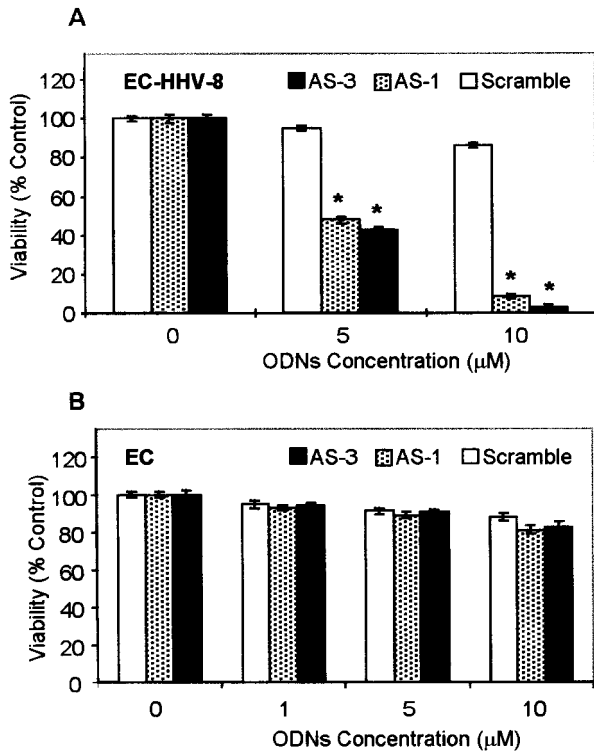 A
EC-HHV-8 AS-3 AS-1 Scramble
120
100
80
60
40
20
0
Viability (% Control)
* *
* *
0 5 10
ODNs Concentration (μM)
B
EC AS-3 AS-1 Scramble
120
100
80
60
40
20
0
Viability (% Control)
0 1 5 10
ODNs Concentration (μM)